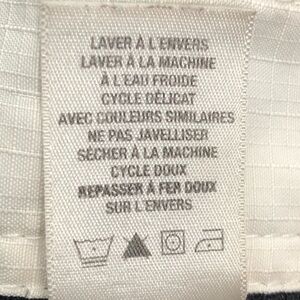 LAVER À L'ENVERS
LAVER À LA MACHINE
À L'EAU FROIDE
CYCLE DÉLICAT
AVEC COULEURS SIMILAIRES
NE PAS JAVELLISER
SÉCHER À LA MACHINE
CYCLE DOUX
REPASSER À FER DOUX
SUR L'ENVERS